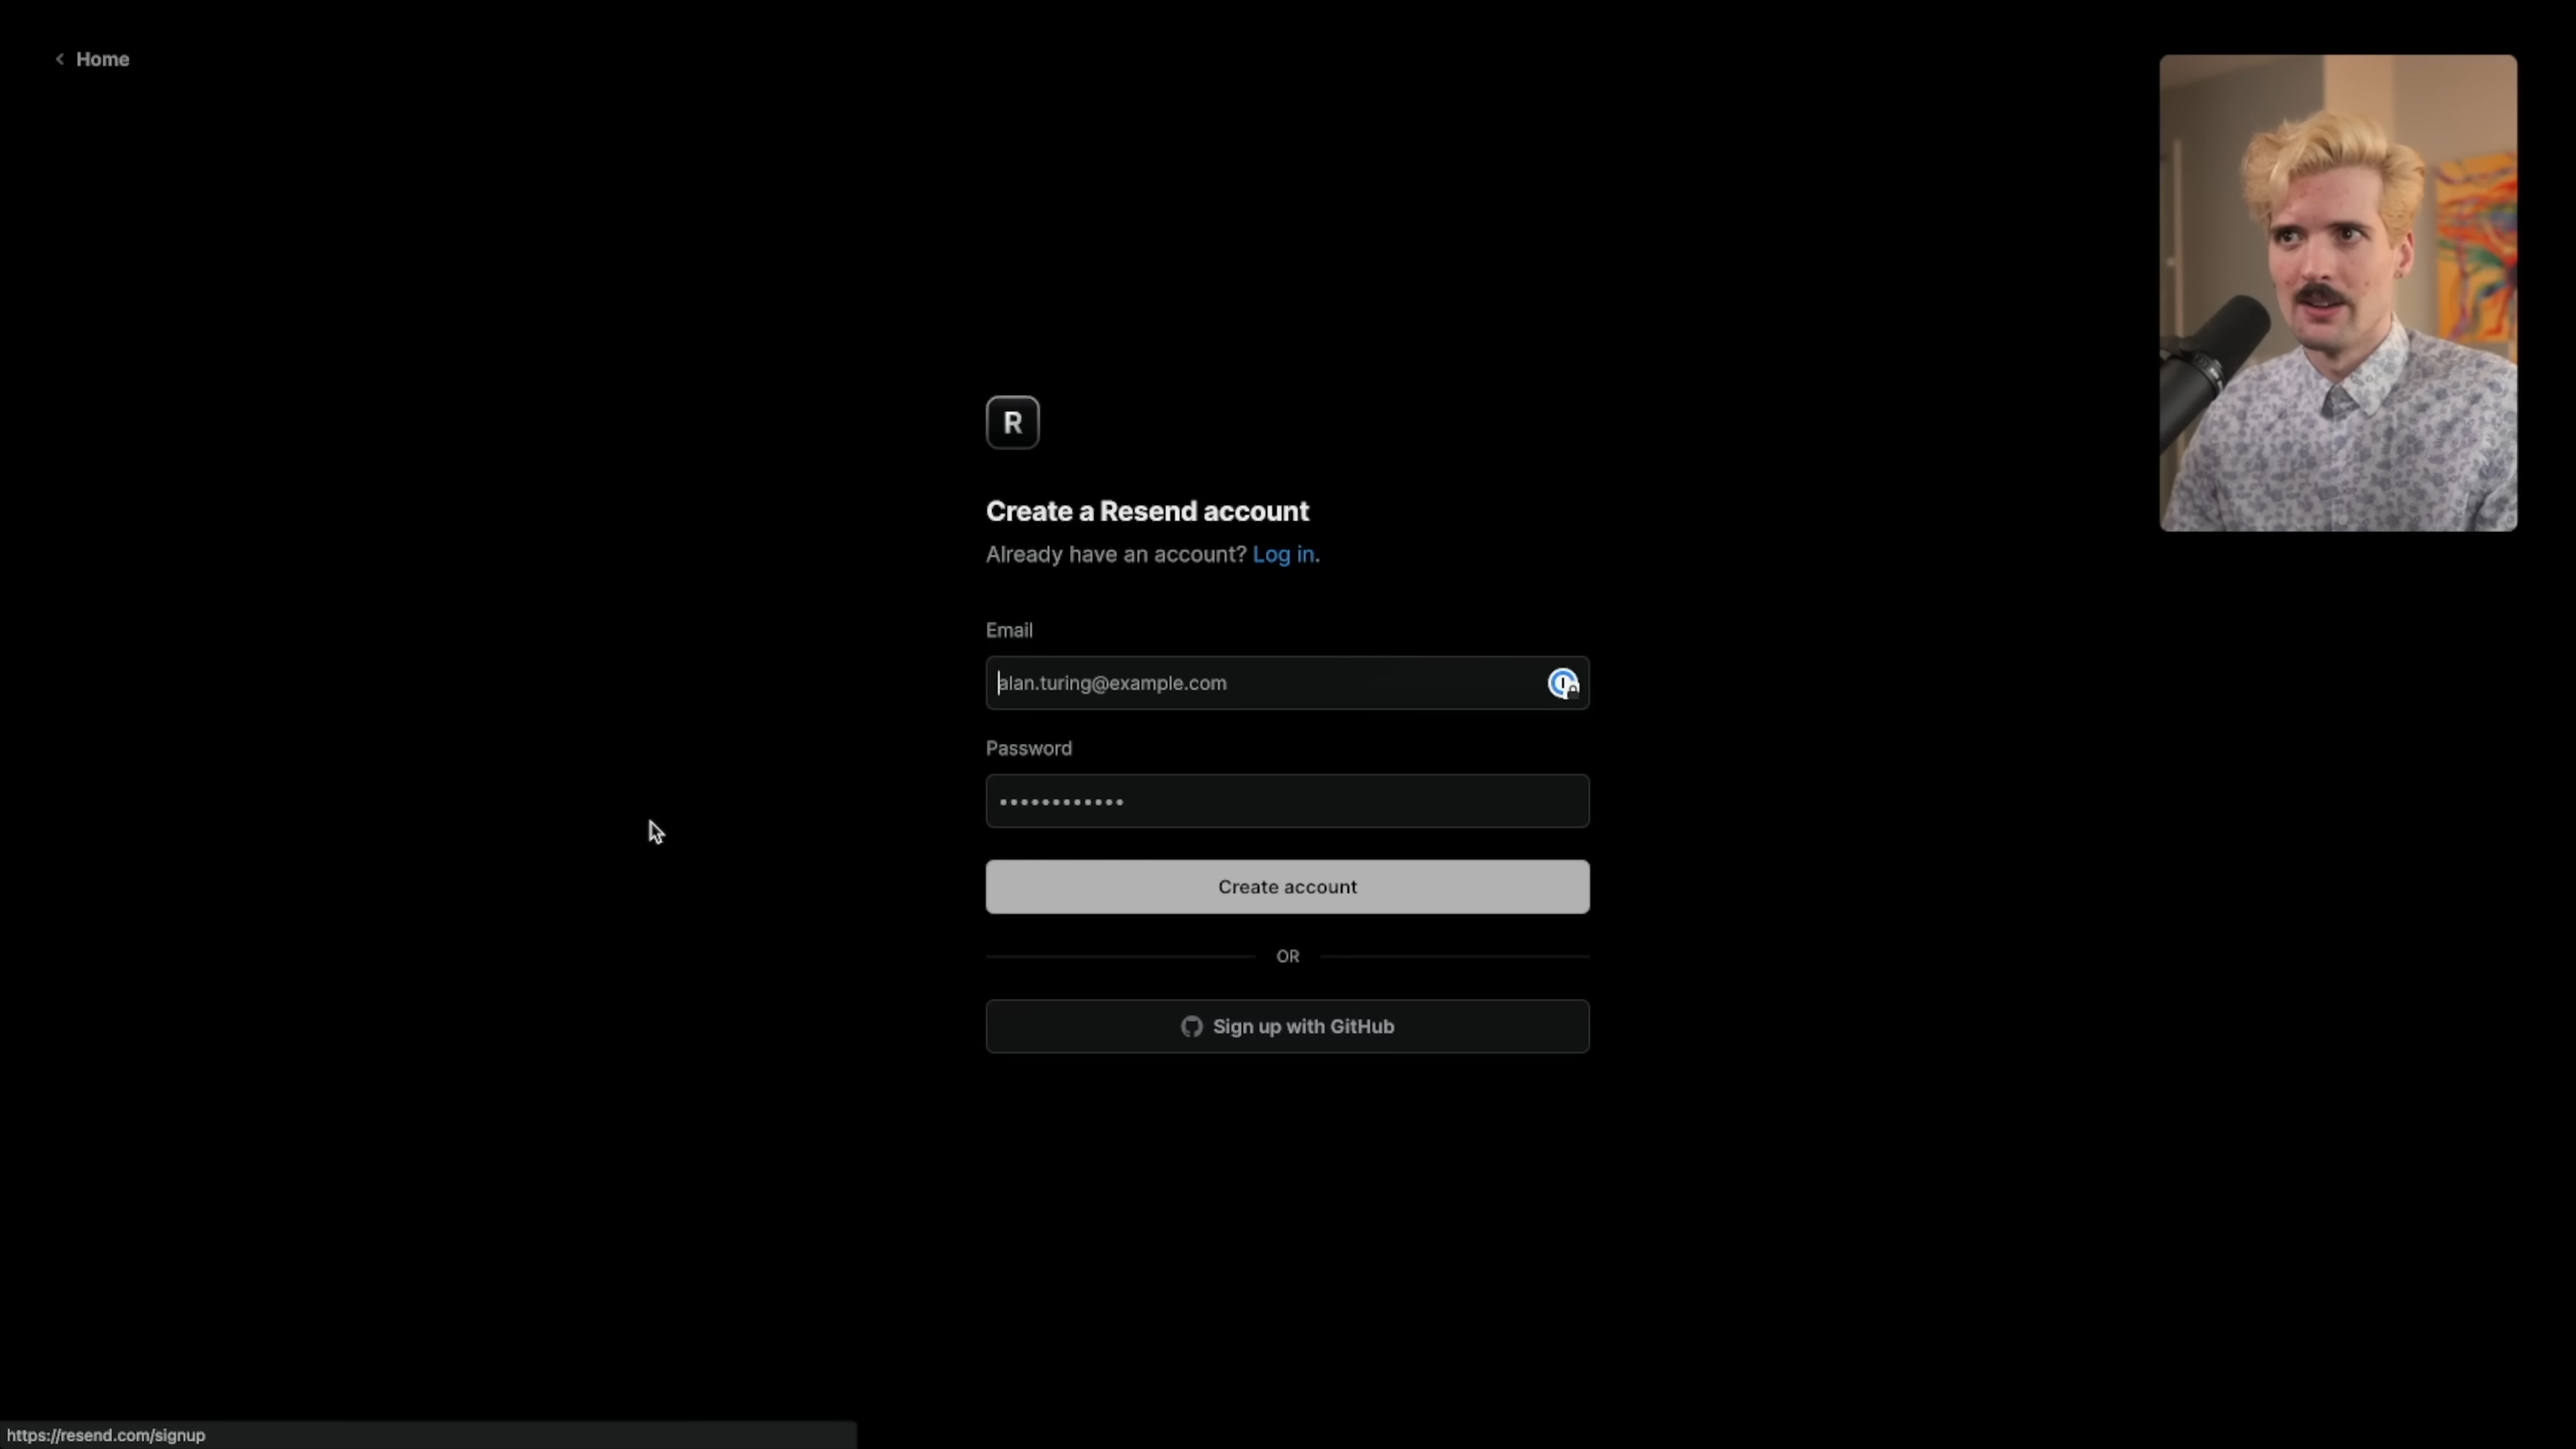 Home
R
Create a Resend account
Already have an account? Log in.
Email
alan.turing@example.com
Password
••••••••••••
Create account
OR
Sign up with GitHub
https://resend.com/signup